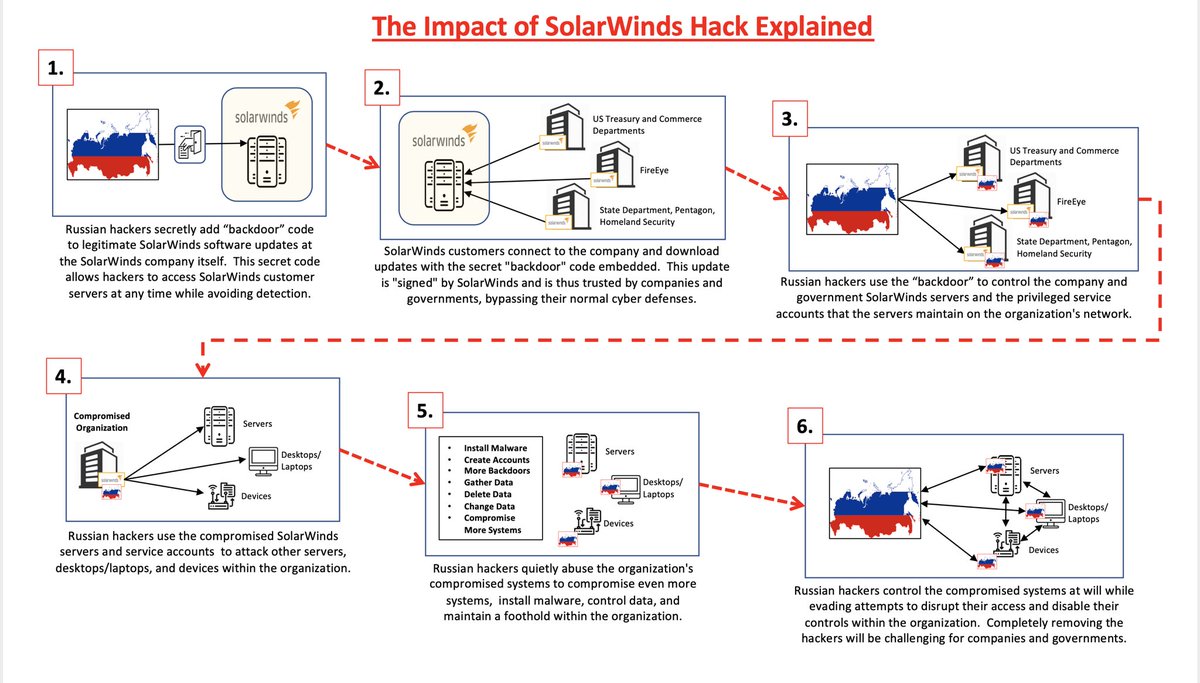 The Impact of SolarWinds Hack Explained
1.
solarwinds
Russian hackers secretly add “backdoor” code
to legitimate SolarWinds software updates at
the SolarWinds company itself. This secret code
allows hackers to access SolarWinds customer
servers at any time while avoiding detection.
2.
solarwinds
US Treasury and Commerce
Departments
solarwinds
FireEye
solarwinds
State Department, Pentagon,
Homeland Security
solarwinds
SolarWinds customers connect to the company and download
updates with the secret "backdoor" code embedded. This update
is "signed" by SolarWinds and is thus trusted by companies and
governments, bypassing their normal cyber defenses.
3.
US Treasury and Commerce
Departments
solarwinds
FireEye
solarwinds
State Department, Pentagon,
Homeland Security
solarwinds
Russian hackers use the “backdoor” to control the company and
government SolarWinds servers and the privileged service
accounts that the servers maintain on the organization's network.
4.
Compromised
Organization
solarwinds
Servers
Desktops/
Laptops
Devices
Russian hackers use the compromised SolarWinds
servers and service accounts to attack other servers,
desktops/laptops, and devices within the organization.
5.
• Install Malware
• Create Accounts
• More Backdoors
• Gather Data
• Delete Data
• Change Data
• Compromise
More Systems
Servers
Desktops/
Laptops
Devices
Russian hackers quietly abuse the organization's
compromised systems to compromise even more
systems, install malware, control data, and
maintain a foothold within the organization.
6.
Servers
Desktops/
Laptops
Devices
Russian hackers control the compromised systems at will while
evading attempts to disrupt their access and disable their
controls within the organization. Completely removing the
hackers will be challenging for companies and governments.